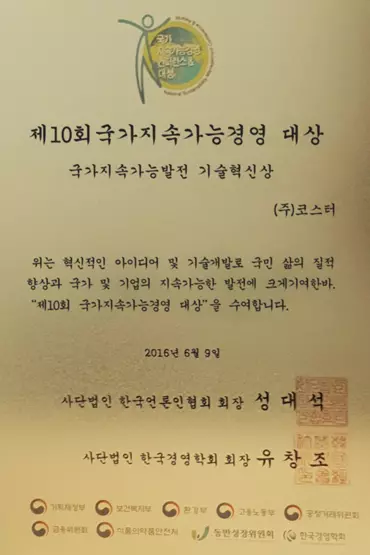 국가
지속가능경영
컨퍼런스&
대상
제10회 국가지속가능경영 대상
국가지속가능발전 기술혁신상
(주)코스터
위는 혁신적인 아이디어 및 기술개발로 국민 삶의 질적
향상과 국가 및 기업의 지속가능한 발전에 크게기여한바.
"제10회 국가지속가능경영 대상"을 수여합니다.
2016년 6월 9일
사단법인 한국언론인협회 회장 성 대 석
사단법인 한국경영학회 회장 유 창 조
기획재정부 보건복지부 환경부 고용노동부 공정거래위원회
금융위원회 식품의약품안전처 동반성장위원회 한국경영학회